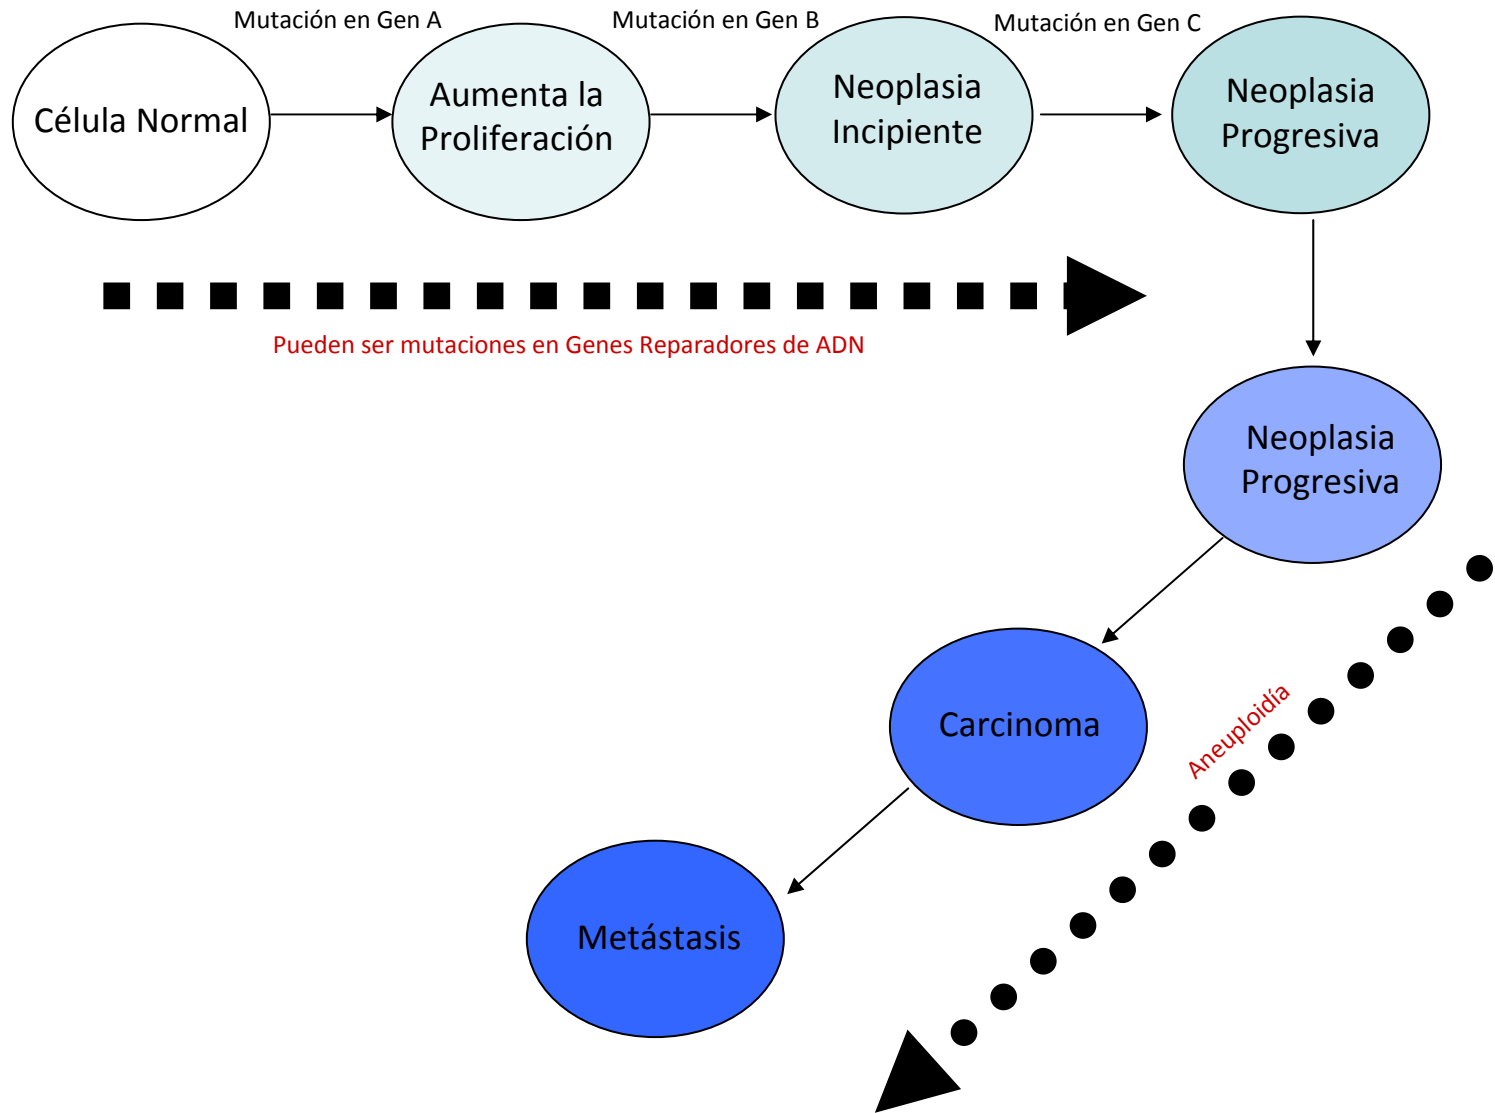 Mutación en Gen A
Mutación en Gen B
Mutación en Gen C
Célula Normal
Aumenta la
Proliferación
Neoplasia
Incipiente
Neoplasia
Progresiva
Pueden ser mutaciones en Genes Reparadores de ADN
Neoplasia
Progresiva
Carcinoma
Aneuploidía
Metástasis